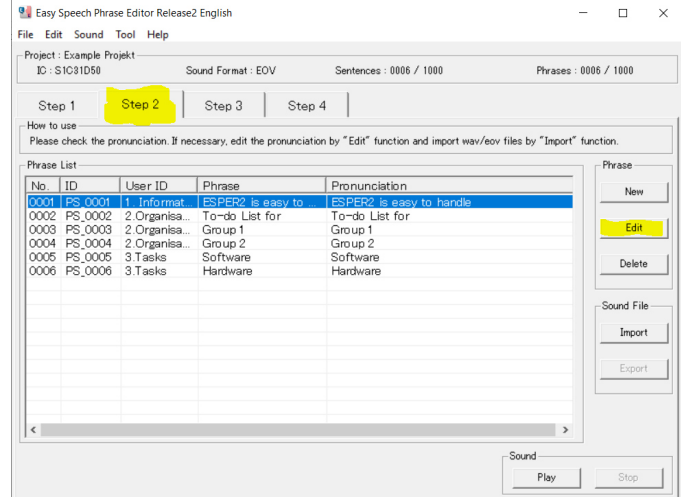 Easy Speech Phrase Editor Release2 English
File Edit Sound Tool Help
Project : Example Projekt
IC : S1C31D50 Sound Format : EOV Sentences : 0006 / 1000 Phrases : 0006 / 1000
Step 1 Step 2 Step 3 Step 4
How to use
Please check the pronunciation. If necessary, edit the pronunciation by "Edit" function and import wav/eov files by "Import" function.
Phrase List
No. ID User ID Phrase Pronunciation
0001 PS_0001 1. Informat... ESPER2 is easy to ... ESPER2 is easy to handle
0002 PS_0002 2.Organisa... To-do List for To-do List for
0003 PS_0003 2.Organisa... Group 1 Group 1
0004 PS_0004 2.Organisa... Group 2 Group 2
0005 PS_0005 3.Tasks Software Software
0006 PS_0006 3.Tasks Hardware Hardware
Phrase
New
Edit
Delete
Sound File
Import
Export
Sound
Play Stop